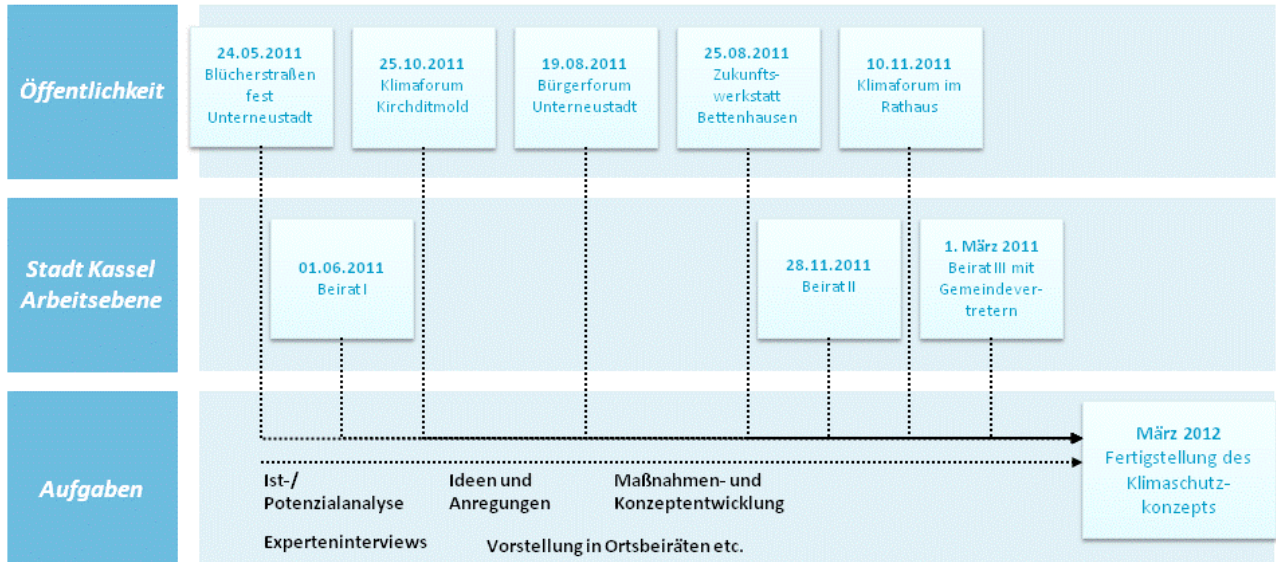 Öffentlichkeit
24.05.2011
Blücherstraßen
fest
Unterneustadt
25.10.2011
Klimaforum
Kirchditmold
19.08.2011
Bürgerforum
Unterneustadt
25.08.2011
Zukunfts-
werkstatt
Bettenhausen
10.11.2011
Klimaforum im
Rathaus
Stadt Kassel
Arbeitsebene
01.06.2011
Beirat I
28.11.2011
Beirat II
1. März 2011
Beirat III mit
Gemeindever-
tretern
Aufgaben
Ist-/
Potenzialanalyse
Ideen und
Anregungen
Maßnahmen- und
Konzeptentwicklung
Experteninterviews
Vorstellung in Ortsbeiräten etc.
März 2012
Fertigstellung des
Klimaschutz-
konzepts